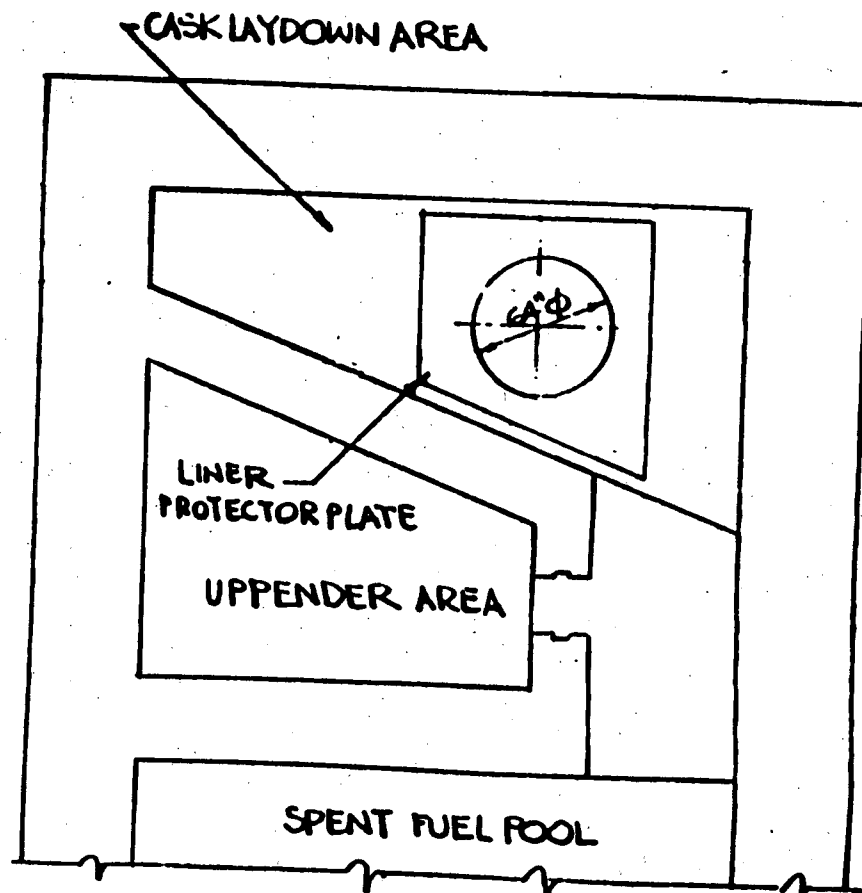 CASK LAYDOWN AREA
LINER
PROTECTOR PLATE
UPPENDER AREA
SPENT FUEL POOL